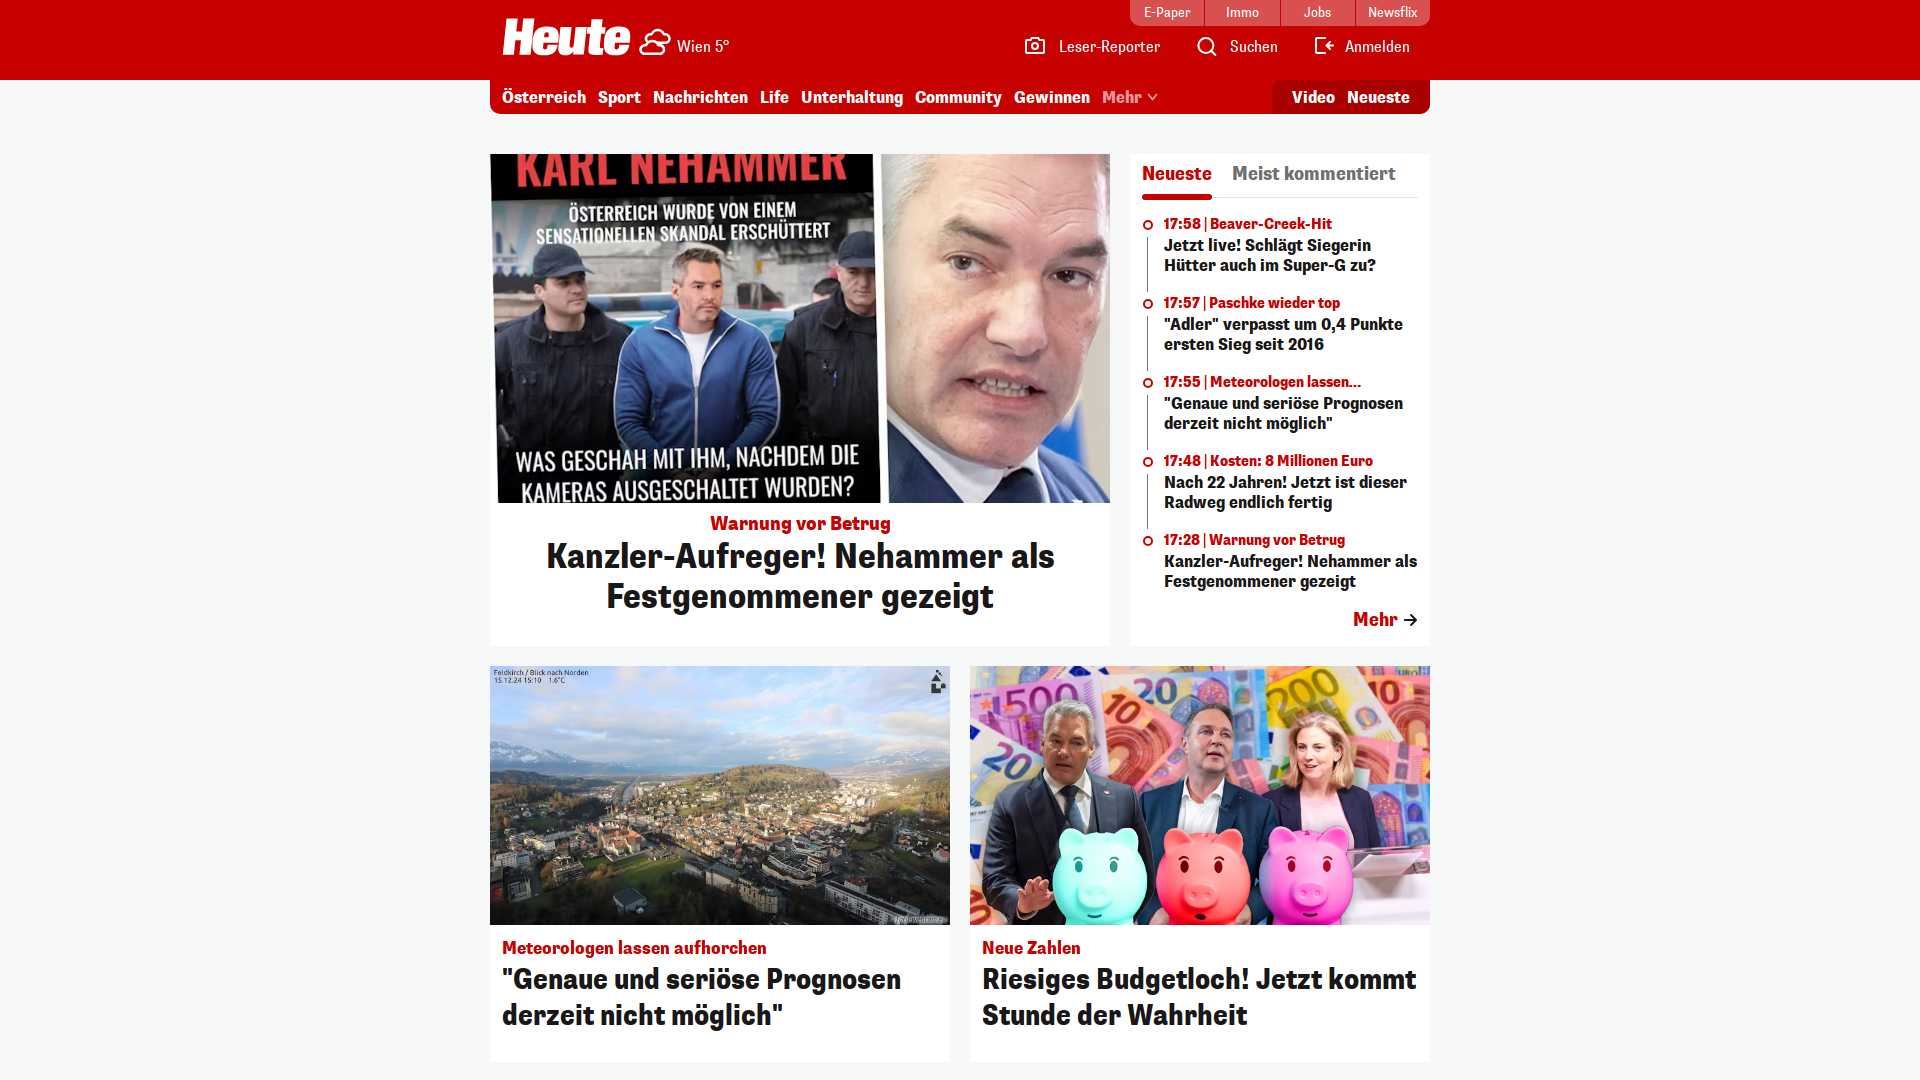 E-Paper
Immo
Jobs
Newsflix
Heute
Wien 5°
Leser-Reporter
Suchen
Anmelden
Österreich
Sport
Nachrichten
Life
Unterhaltung
Community
Gewinnen
Mehr
Video
Neueste
KARL NEHAMMER
ÖSTERREICH WURDE VON EINEM
SENSATIONELLEN SKANDAL ERSCHÜTTERT
WAS GESCHAH MIT IHM, NACHDEM DIE
KAMERAS AUSGESCHALTET WURDEN?
Warnung vor Betrug
Kanzler-Aufreger! Nehammer als
Festgenommener gezeigt
Neueste
Meist kommentiert
17:58 | Beaver-Creek-Hit
Jetzt live! Schlägt Siegerin
Hütter auch im Super-G zu?
17:57 | Paschke wieder top
"Adler" verpasst um 0,4 Punkte
ersten Sieg seit 2016
17:55 | Meteorologen lassen...
"Genaue und seriöse Prognosen
derzeit nicht möglich"
17:48 | Kosten: 8 Millionen Euro
Nach 22 Jahren! Jetzt ist dieser
Radweg endlich fertig
17:28 | Warnung vor Betrug
Kanzler-Aufreger! Nehammer als
Festgenommener gezeigt
Mehr
Feldkirch / Blick nach Norden
15.12.24 15:10 1.6°C
Meteorologen lassen aufhorchen
"Genaue und seriöse Prognosen
derzeit nicht möglich"
500
20
200
10
10
20
10
Neue Zahlen
Riesiges Budgetloch! Jetzt kommt
Stunde der Wahrheit